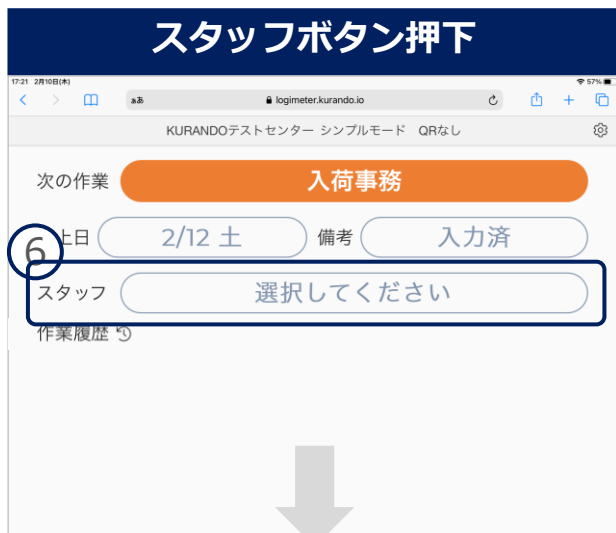 スタッフボタン押下
17:21 2月10日(木) 57%
ぁあ logimeter.kurando.io
KURANDOテストセンター シンプルモード QRなし
次の作業 入荷事務
6 上日 2/12 土 備考 入力済
スタッフ 選択してください
作業履歴